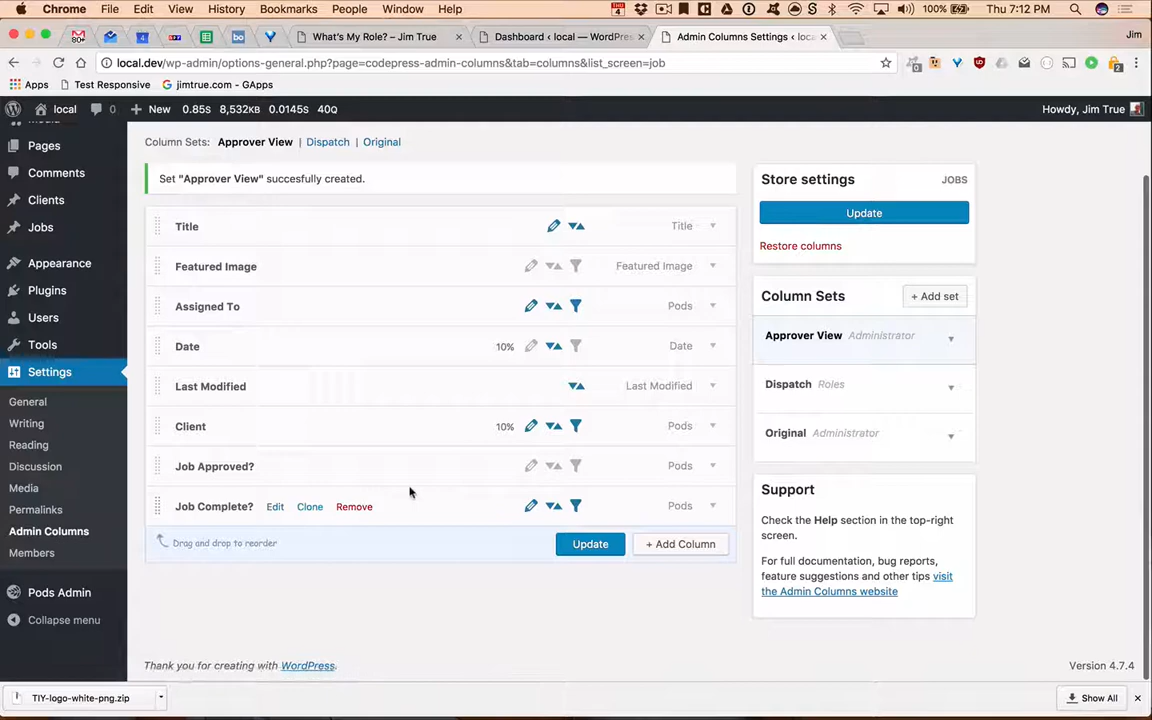 Chrome File Edit View History Bookmarks People Window Help THU 4 100% Thu 7:12 PM
80+ 4 bo What's My Role? – Jim True × Dashboard ‹ local — WordPre × Admin Columns Settings ‹ loca × Jim
local.dev/wp-admin/options-general.php?page=codepress-admin-columns&tab=columns&list_screen=job
Apps Test Responsive jimtrue.com - GApps
local 0 + New 0.85S 8,532KB 0.0145S 40Q Howdy, Jim True
Pages
Comments
Clients
Jobs
Appearance
Plugins
Users
Tools
Settings
General
Writing
Reading
Discussion
Media
Permalinks
Admin Columns
Members
Pods Admin
Collapse menu
Column Sets: Approver View | Dispatch | Original
Set "Approver View" succesfully created.
Title Title
Featured Image Featured Image
Assigned To Pods
Date 10% Date
Last Modified Last Modified
Client 10% Pods
Job Approved? Pods
Job Complete? Edit Clone Remove Pods
Drag and drop to reorder Update + Add Column
Store settings JOBS
Update
Restore columns
Column Sets + Add set
Approver View Administrator
Dispatch Roles
Original Administrator
Support
Check the Help section in the top-right
screen.
For full documentation, bug reports,
feature suggestions and other tips visit
the Admin Columns website
Thank you for creating with WordPress. Version 4.7.4
TIY-logo-white-png.zip Show All ×